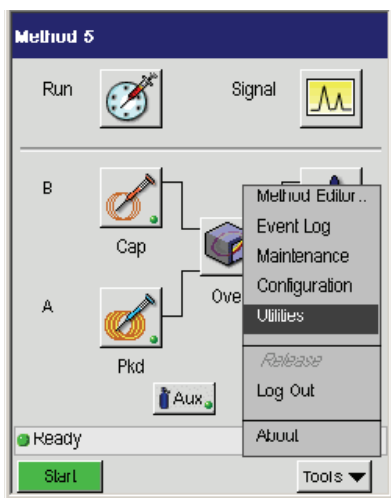 Method 5
Run
Signal
B
Cap
Method Editor..
Event Log
Maintenance
Configuration
Utilities
Release
Log Out
About
A
Ove
Pkd
Aux
Ready
Start
Tools